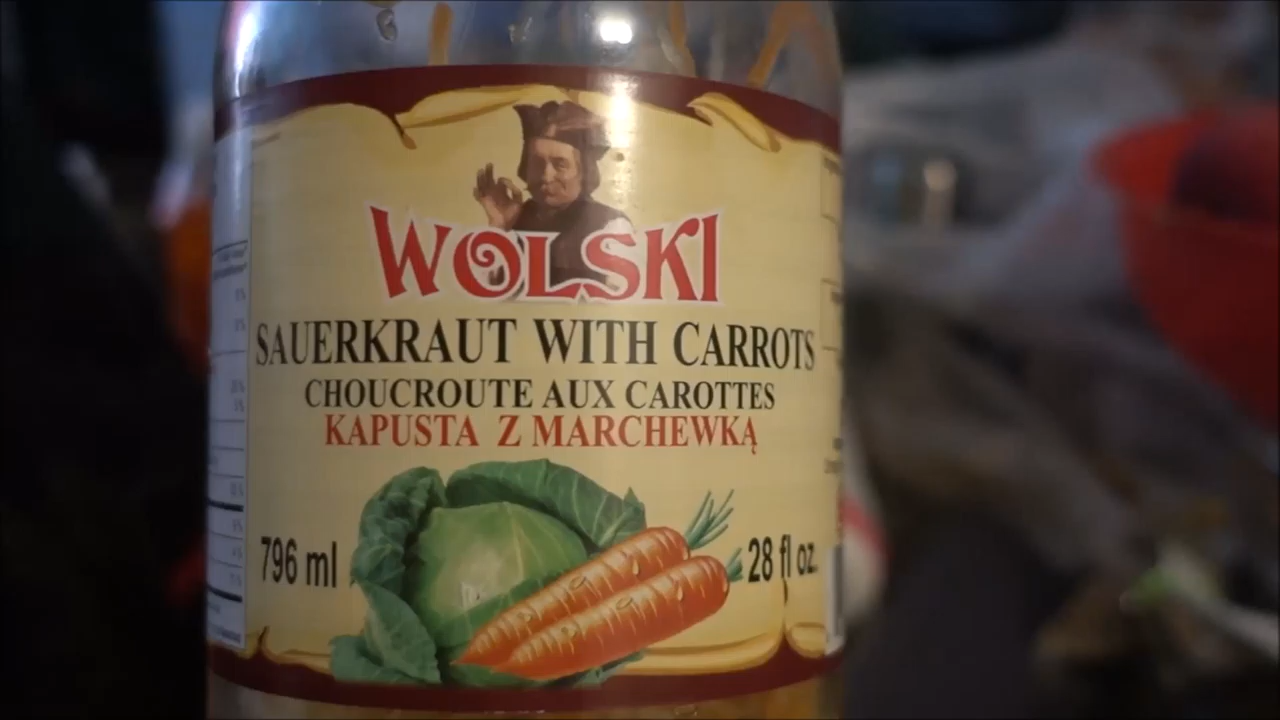 WOLSKI
SAUERKRAUT WITH CARROTS
CHOUCROUTE AUX CAROTTES
KAPUSTA Z MARCHEWKĄ
796 ml
28 fl oz.